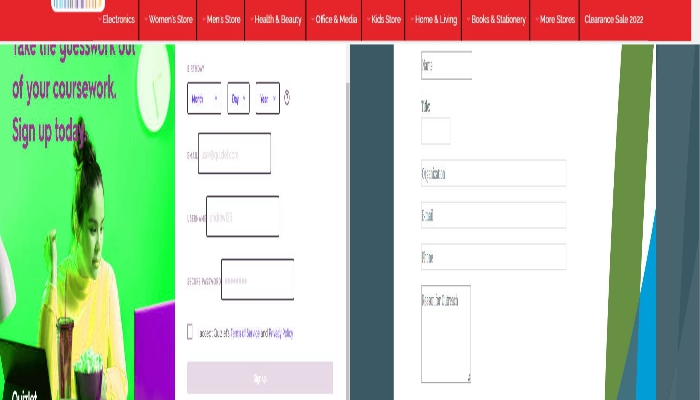 Electronics Women's Store Men's Store Health & Beauty Office & Media Kids Store Home & Living Books & Stationery More Stores Clearance Sale 2022
Take the guesswork out
of your coursework.
Sign up today.
Quizlet
BIRTHDAY
Month Day Year
EMAIL user@quizlet.com
USERNAME andrew123
SECURE PASSWORD ••••••••
I accept Quizlet's Terms of Service and Privacy Policy
Sign up
Name
Title:
Organization
E-mail
Phone
Reason for Outreach